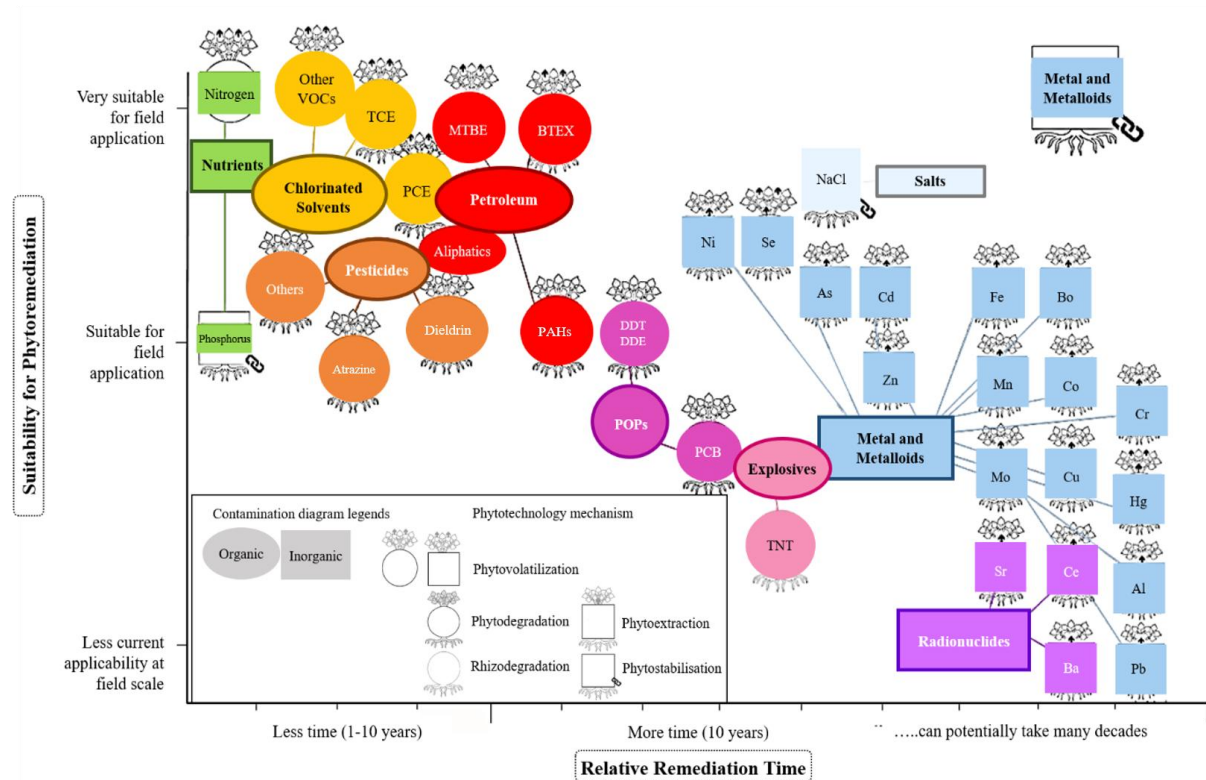 Suitability for Phytoremediation
Very suitable
for field
application
Suitable for
field
application
Less current
applicability at
field scale
Nitrogen
Nutrients
Phosphorus
Other
VOCs
TCE
Chlorinated
Solvents
PCE
MTBE
BTEX
Petroleum
Aliphatics
PAHs
Pesticides
Others
Atrazine
Dieldrin
DDT
DDE
POPs
PCB
Explosives
TNT
Metal and
Metalloids
NaCl
Salts
Ni
Se
As
Cd
Fe
Bo
Zn
Mn
Co
Cr
Metal and
Metalloids
Mo
Cu
Hg
Sr
Ce
Al
Radionuclides
Ba
Pb
Contamination diagram legends
Organic
Inorganic
Phytotechnology mechanism
Phytovolatilization
Phytodegradation
Phytoextraction
Rhizodegradation
Phytostabilisation
Less time (1-10 years)
More time (10 years)
" …..can potentially take many decades
Relative Remediation Time